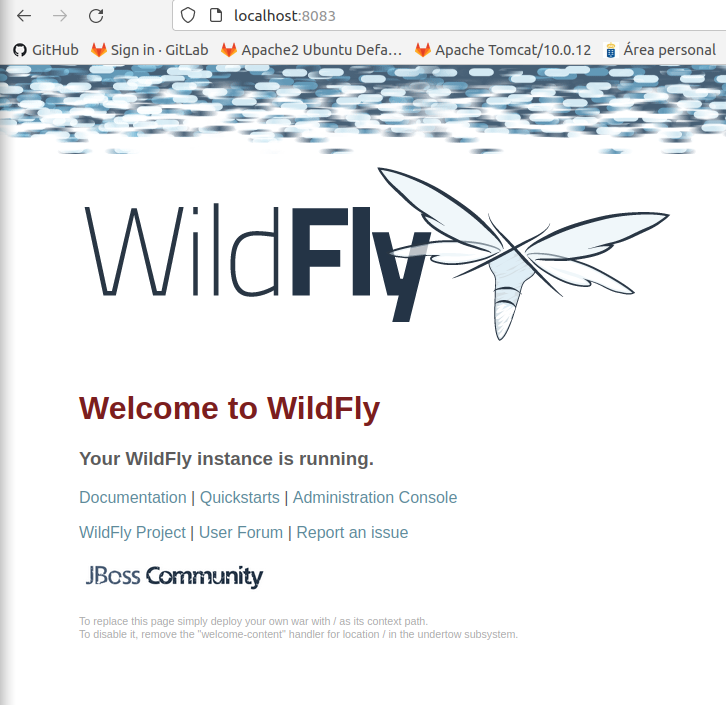 localhost:8083
GitHub Sign in · GitLab Apache2 Ubuntu Defa… Apache Tomcat/10.0.12 Área personal
WildFly
Welcome to WildFly
Your WildFly instance is running.
Documentation | Quickstarts | Administration Console
WildFly Project | User Forum | Report an issue
JBoss Community
To replace this page simply deploy your own war with / as its context path.
To disable it, remove the "welcome-content" handler for location / in the undertow subsystem.